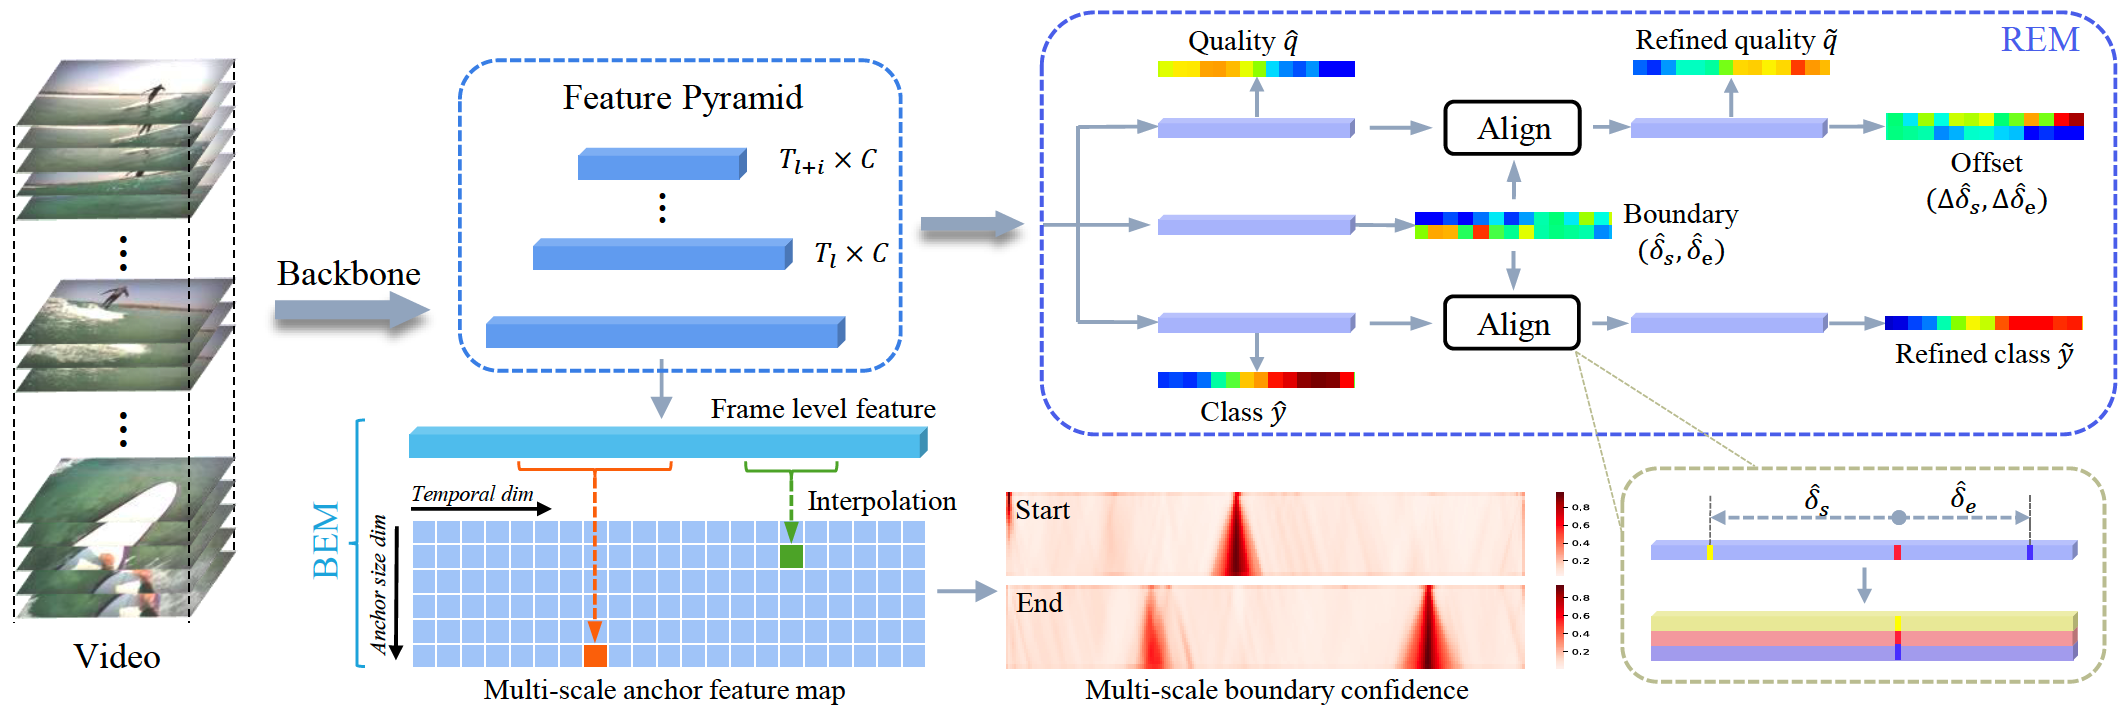 Video
Backbone
Feature Pyramid
$T_{l+i} \times C$
$T_l \times C$
BEM
Frame level feature
Temporal dim
Anchor size dim
Interpolation
Multi-scale anchor feature map
Start
0.8
0.6
0.4
0.2
End
0.8
0.6
0.4
0.2
Multi-scale boundary confidence
REM
Quality $\hat{q}$
Refined quality $\tilde{q}$
Align
Offset
$(\Delta\hat{\delta}_s, \Delta\hat{\delta}_e)$
Boundary
$(\hat{\delta}_s, \hat{\delta}_e)$
Align
Class $\hat{y}$
Refined class $\tilde{y}$
$\hat{\delta}_s$
$\hat{\delta}_e$